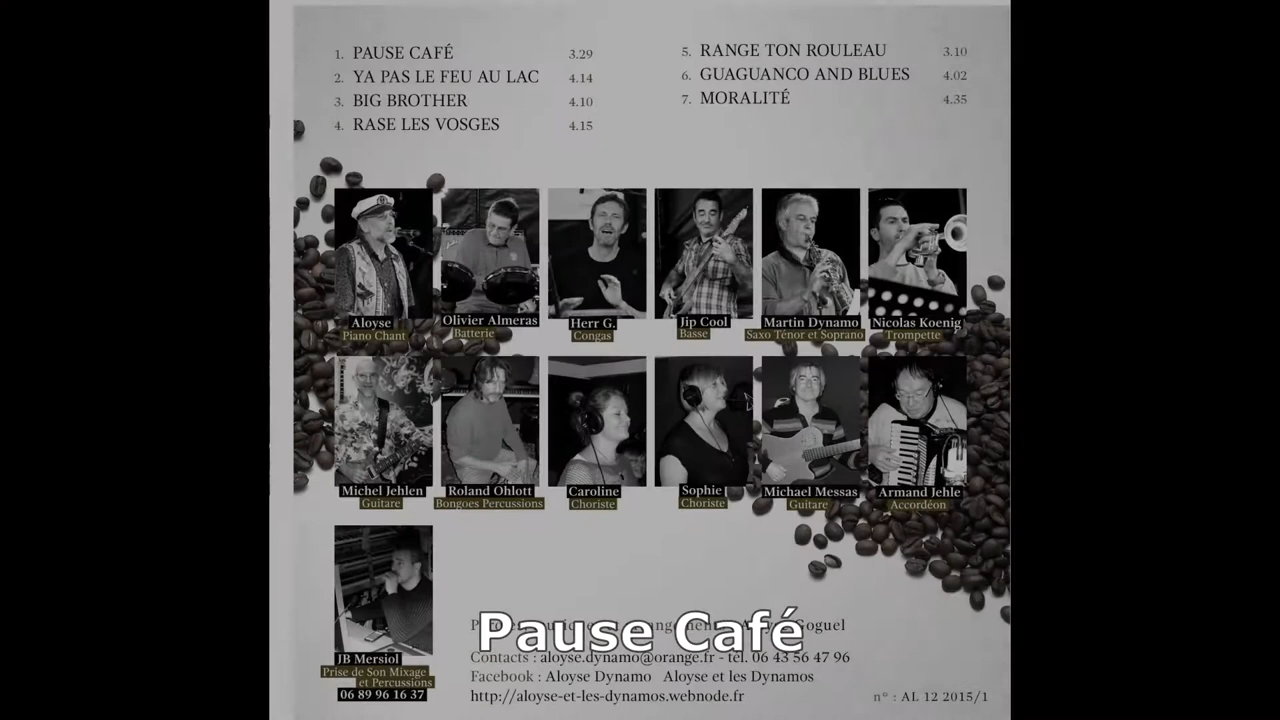 1. PAUSE CAFÉ 3.29
2. YA PAS LE FEU AU LAC 4.14
3. BIG BROTHER 4.10
4. RASE LES VOSGES 4.15
5. RANGE TON ROULEAU 3.10
6. GUAGUANCO AND BLUES 4.02
7. MORALITÉ 4.35
Aloyse
Piano Chant
Olivier Almeras
Batterie
Herr G.
Congas
Jip Cool
Basse
Martin Dynamo
Saxo Ténor et Soprano
Nicolas Koenig
Trompette
Michel Jehlen
Guitare
Roland Ohlott
Bongoes Percussions
Caroline
Choriste
Sophie
Choriste
Michael Messas
Guitare
Armand Jehle
Accordéon
JB Mersiol
Prise de Son Mixage
et Percussions
06 89 96 16 37
Pause Café
Goguel
Contacts : aloyse.dynamo@orange.fr - tél. 06 43 56 47 96
Facebook : Aloyse Dynamo Aloyse et les Dynamos
http://aloyse-et-les-dynamos.webnode.fr
n° : AL 12 2015/1